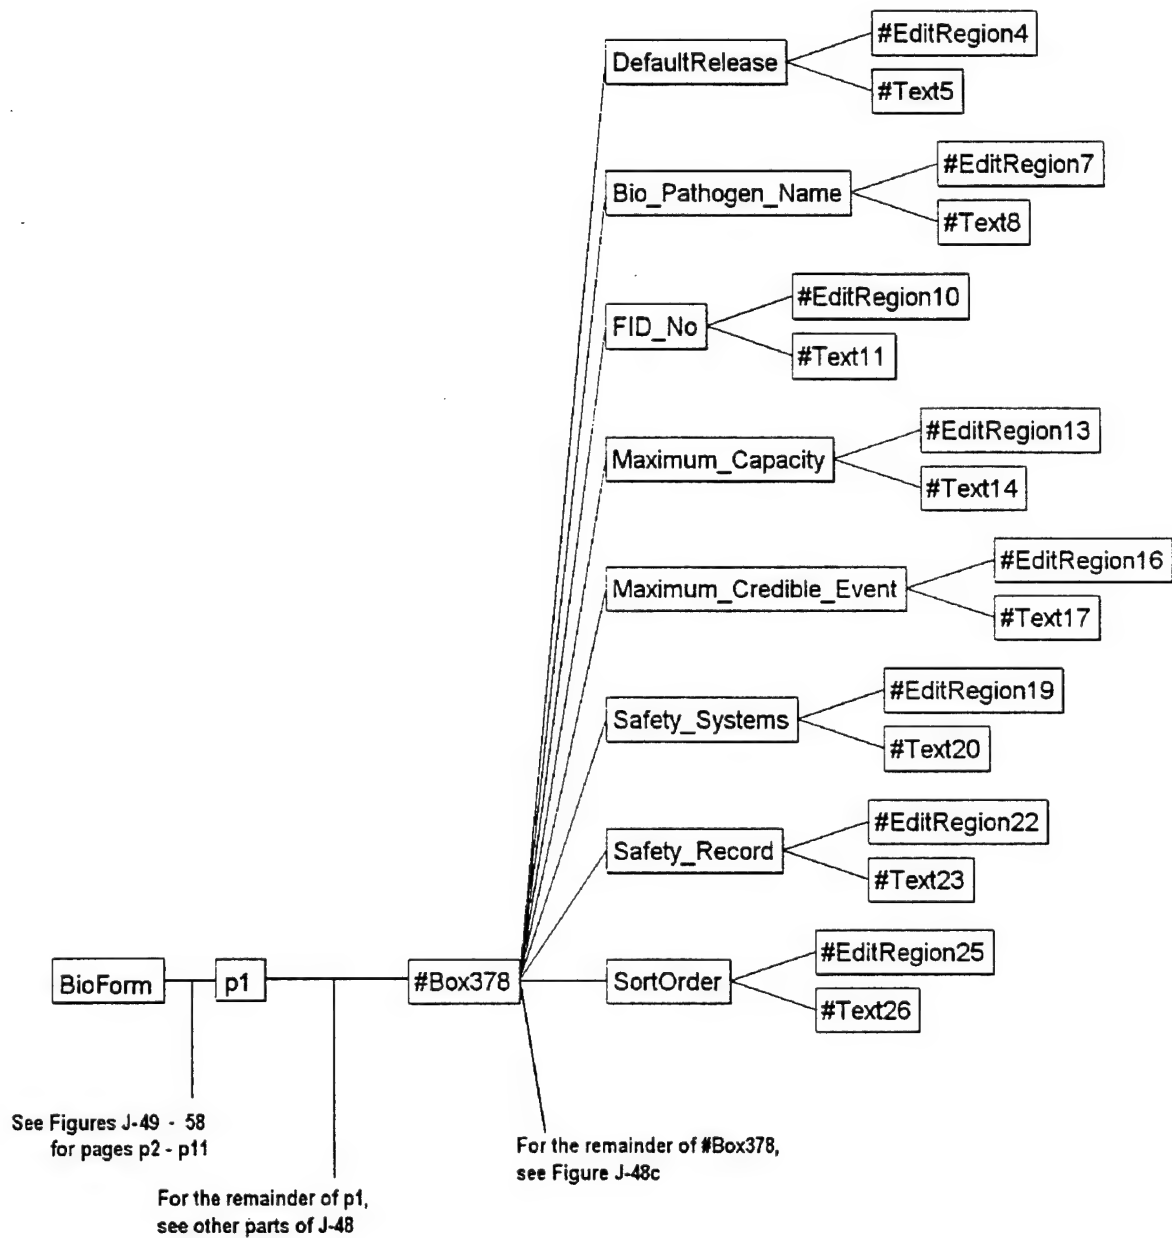 #EditRegion4
DefaultRelease
#Text5
#EditRegion7
Bio_Pathogen_Name
#Text8
#EditRegion10
FID_No
#Text11
#EditRegion13
Maximum_Capacity
#Text14
#EditRegion16
Maximum_Credible_Event
#Text17
#EditRegion19
Safety_Systems
#Text20
#EditRegion22
Safety_Record
#Text23
#EditRegion25
BioForm
p1
#Box378
SortOrder
#Text26
See Figures J-49 - 58
for pages p2 - p11
For the remainder of #Box378,
see Figure J-48c
For the remainder of p1,
see other parts of J-48